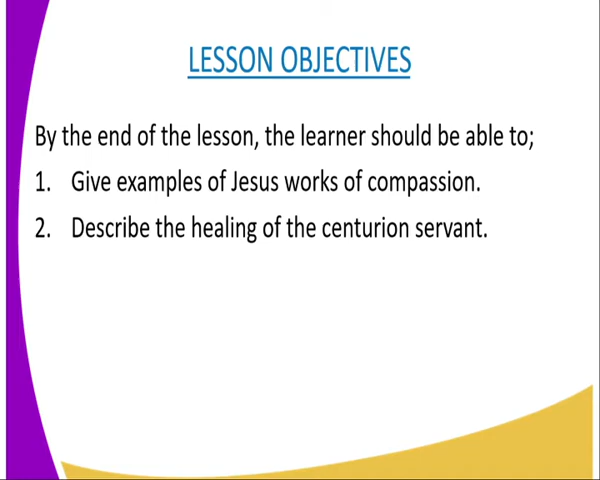 LESSON OBJECTIVES
By the end of the lesson, the learner should be able to;
1. Give examples of Jesus works of compassion.
2. Describe the healing of the centurion servant.